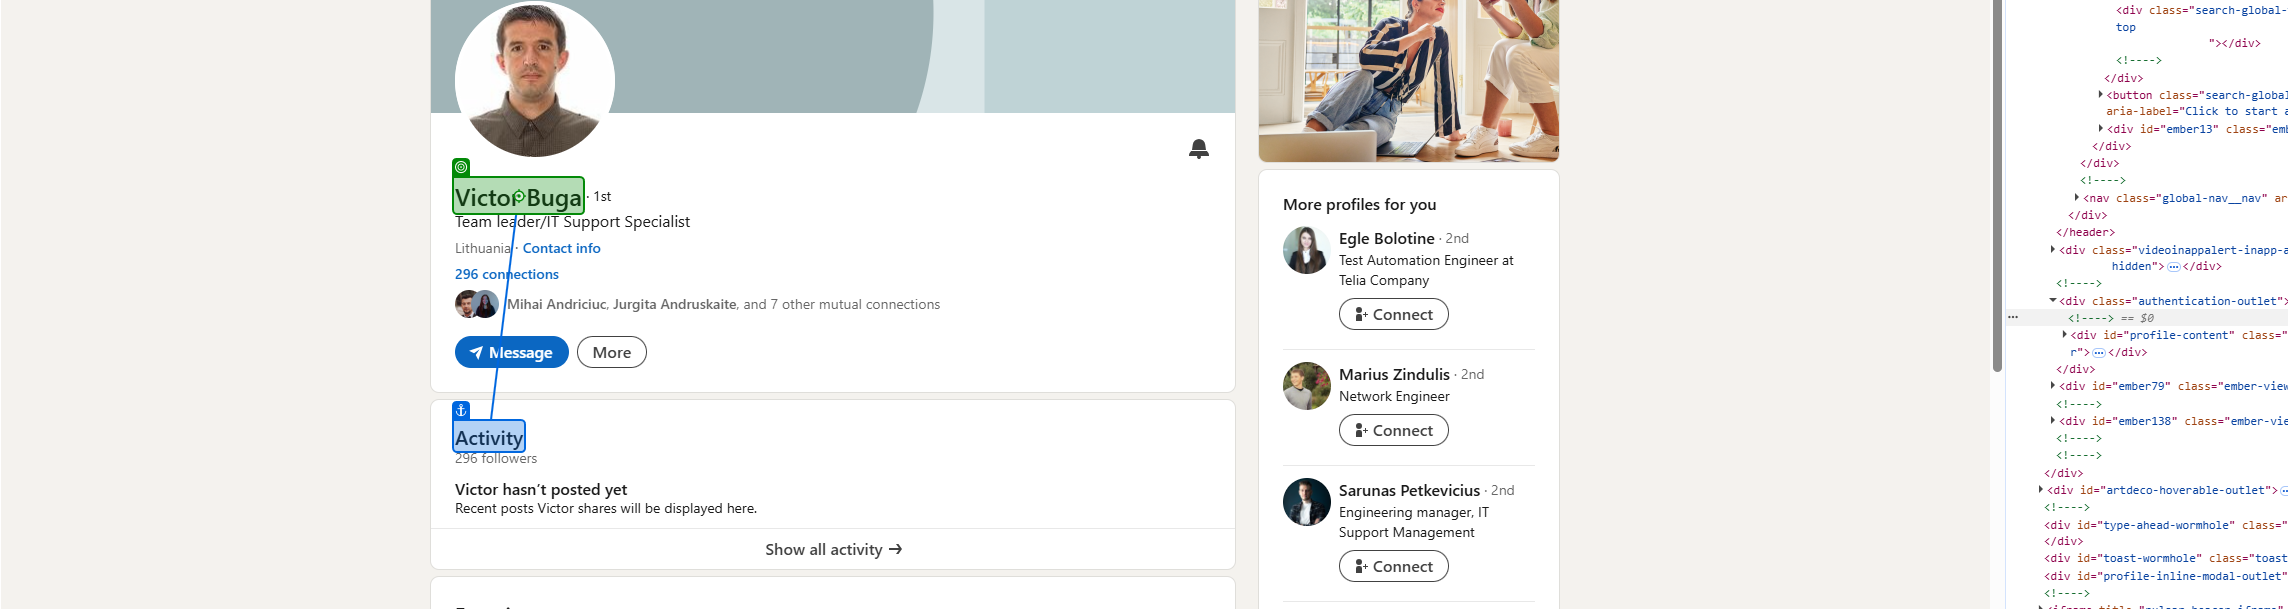 Victor Buga · 1st
Team leader/IT Support Specialist
Lithuania · Contact info
296 connections
Mihai Andriciuc, Jurgita Andruskaite, and 7 other mutual connections
Message
More
Activity
296 followers
Victor hasn't posted yet
Recent posts Victor shares will be displayed here.
Show all activity →
More profiles for you
Egle Bolotine · 2nd
Test Automation Engineer at
Telia Company
Connect
Marius Zindulis · 2nd
Network Engineer
Connect
Sarunas Petkevicius · 2nd
Engineering manager, IT
Support Management
Connect
<div class="search-global-
top
"></div>
<!---->
</div>
<button class="search-global
aria-label="Click to start a
<div id="ember13" class="emb
</div>
</div>
<!---->
<nav class="global-nav__nav" ar
</div>
</header>
<div class="videoinappalert-inapp-a
hidden"> … </div>
<!---->
<div class="authentication-outlet">
… <!----> == $0
<div id="profile-content" class="
r"> … </div>
</div>
<div id="ember79" class="ember-view
<!---->
<div id="ember138" class="ember-vie
<!---->
<!---->
</div>
<div id="artdeco-hoverable-outlet">
<!---->
<div id="type-ahead-wormhole" class="
</div>
<div id="toast-wormhole" class="toast
<div id="profile-inline-modal-outlet"
<!---->